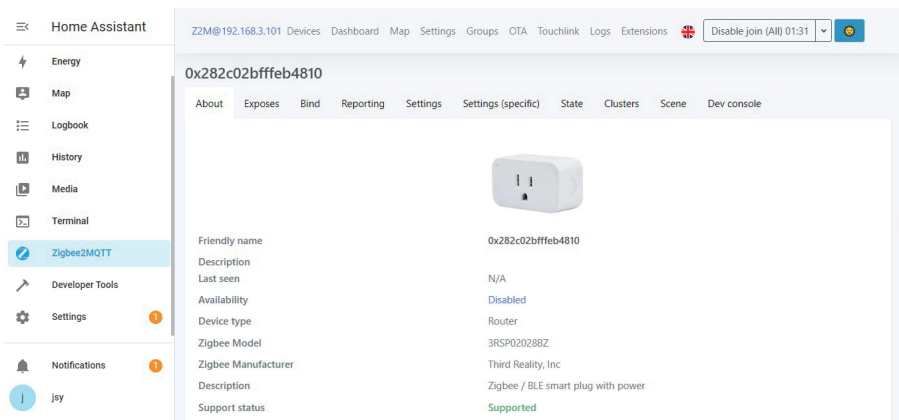 Home Assistant
Energy
Map
Logbook
History
Media
Terminal
Zigbee2MQTT
Developer Tools
Settings 1
Notifications 1
j jsy
Z2M@192.168.3.101 Devices Dashboard Map Settings Groups OTA Touchlink Logs Extensions Disable join (All) 01:31
0x282c02bfffeb4810
About Exposes Bind Reporting Settings Settings (specific) State Clusters Scene Dev console
Friendly name 0x282c02bfffeb4810
Description
Last seen N/A
Availability Disabled
Device type Router
Zigbee Model 3RSP02028BZ
Zigbee Manufacturer Third Reality, Inc
Description Zigbee / BLE smart plug with power
Support status Supported